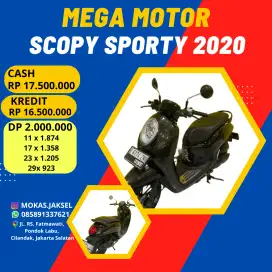 MEGA MOTOR
SCOPY SPORTY 2020
CASH
RP 17.500.000
KREDIT
RP 16.500.000
DP 2.000.000
11 x 1.874
17 x 1.358
23 x 1.205
29x 923
MOKAS.JAKSEL
085891337621
JL. RS. Fatmawati,
Pondok Labu,
Cilandak, Jakarta Selatan